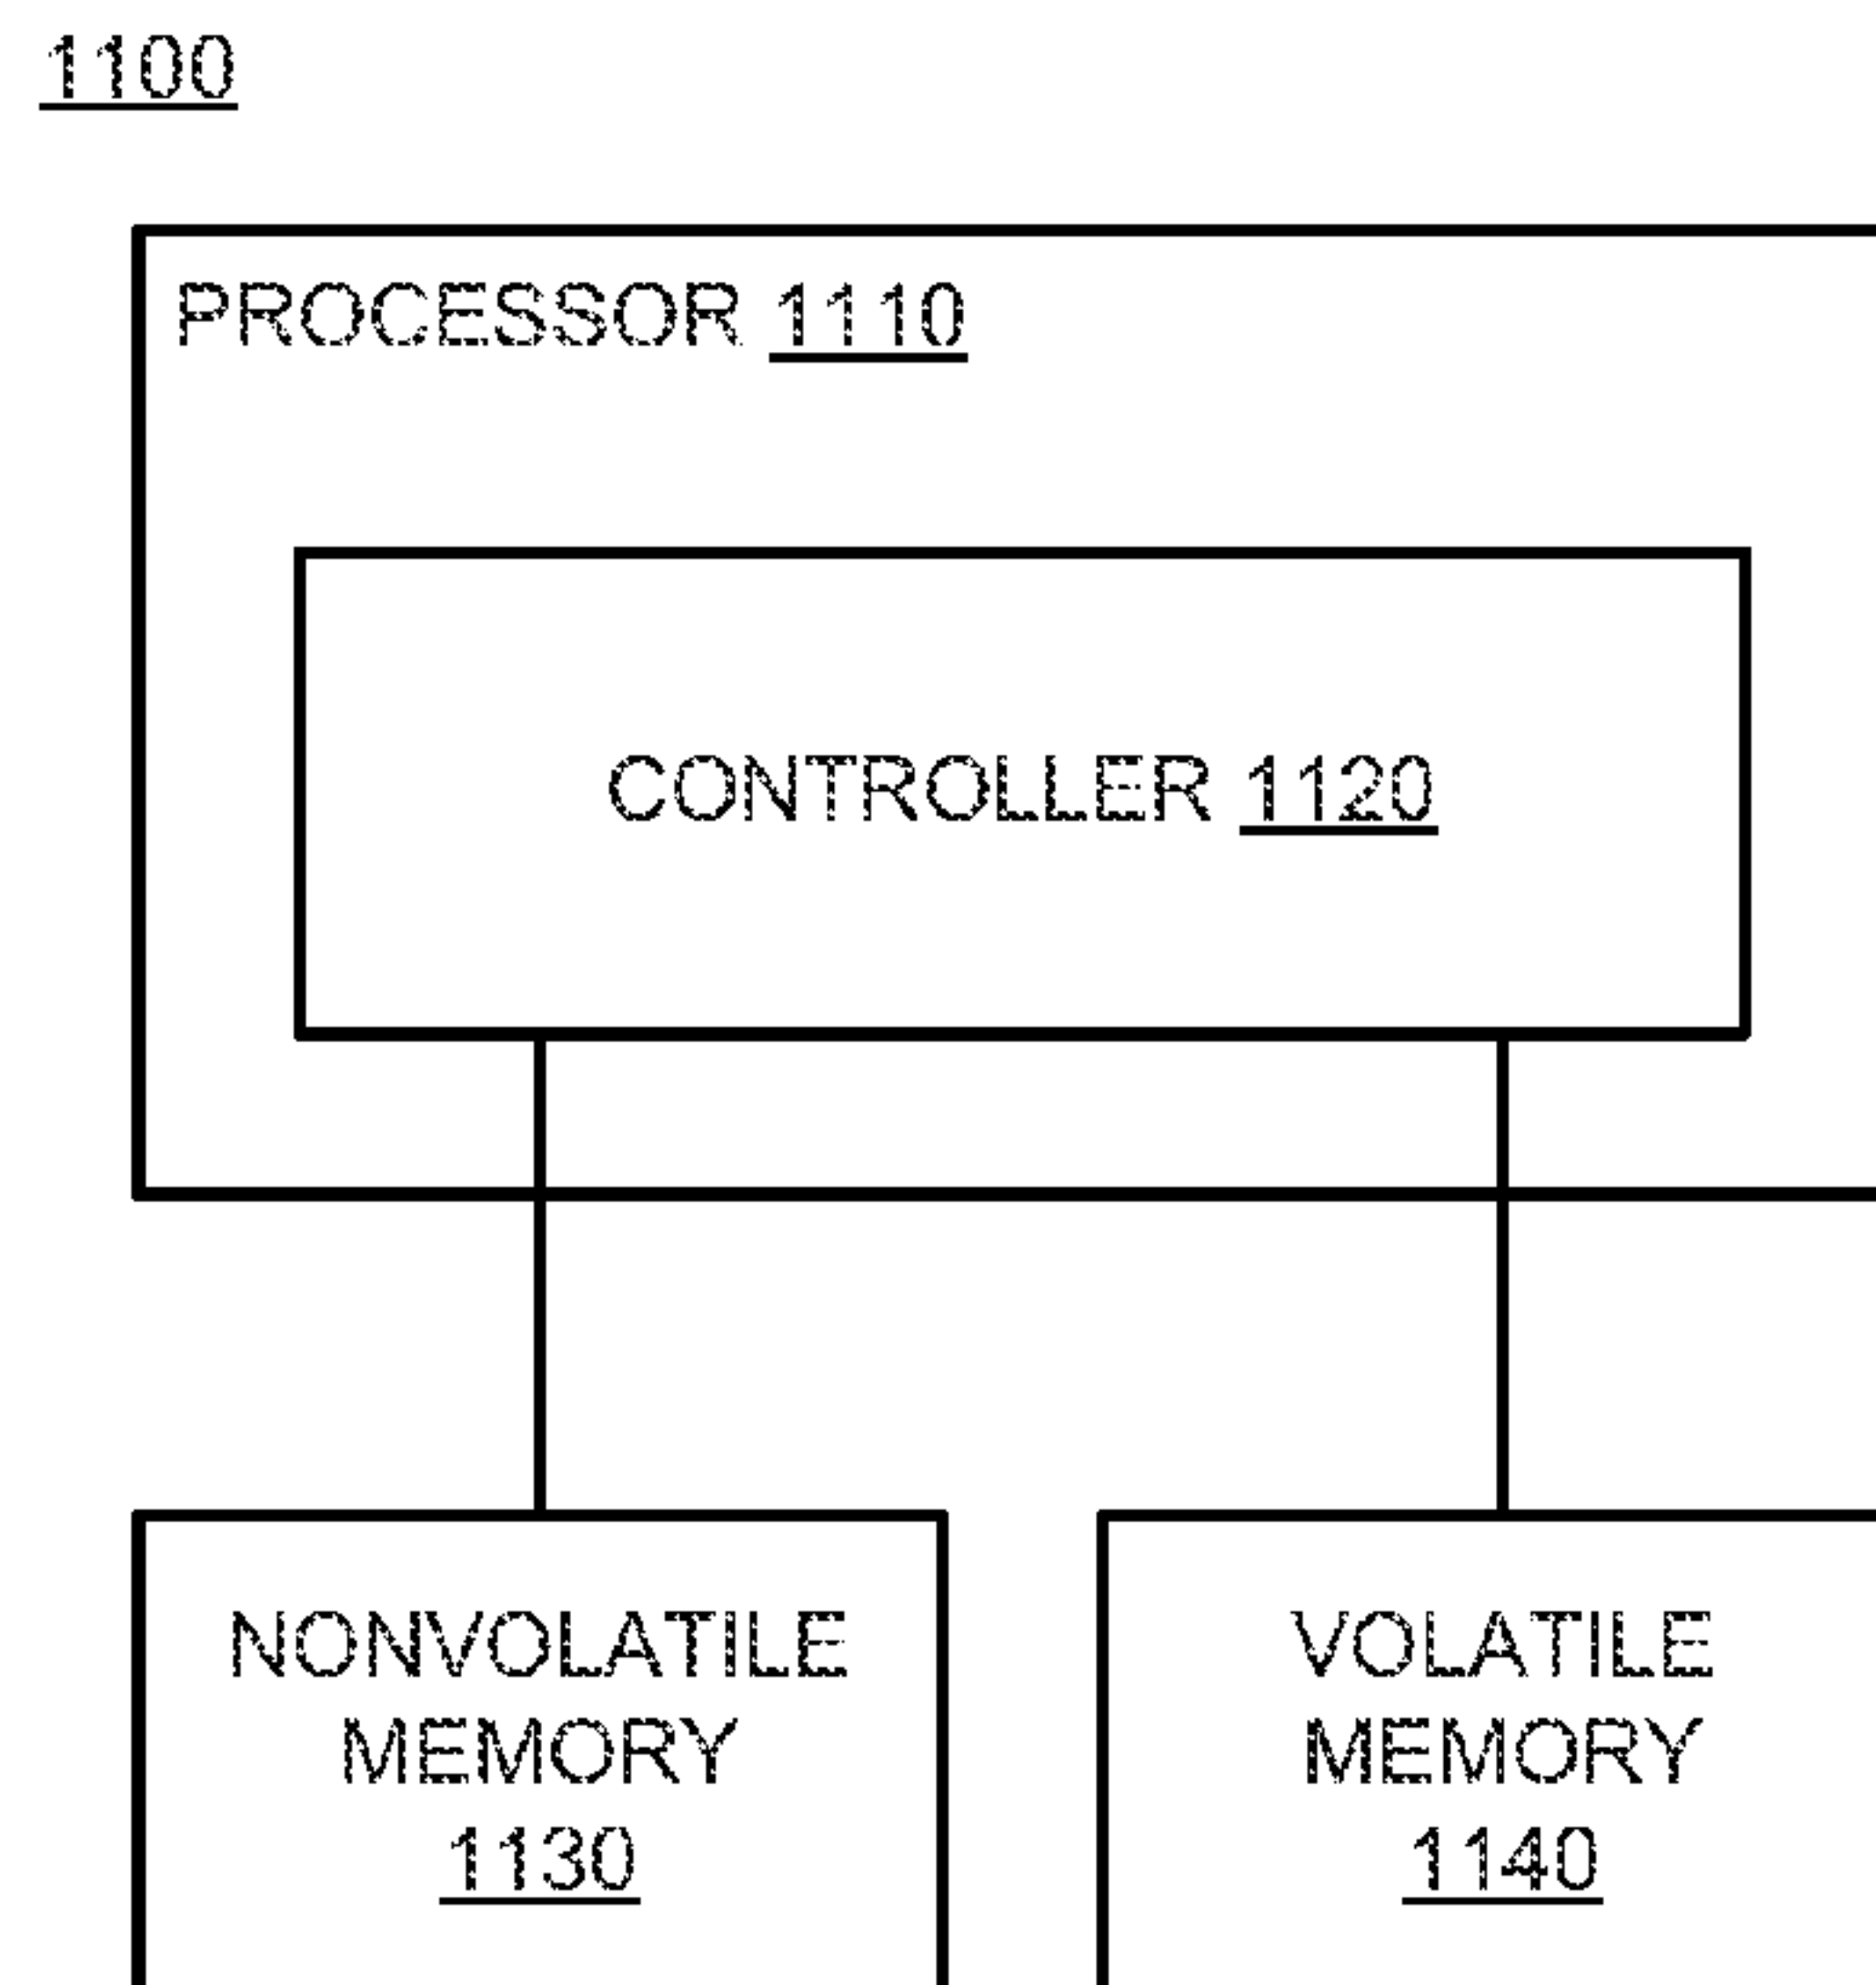 1100
PROCESSOR 1110
CONTROLLER 1120
NONVOLATILE
MEMORY
1130
VOLATILE
MEMORY
1140